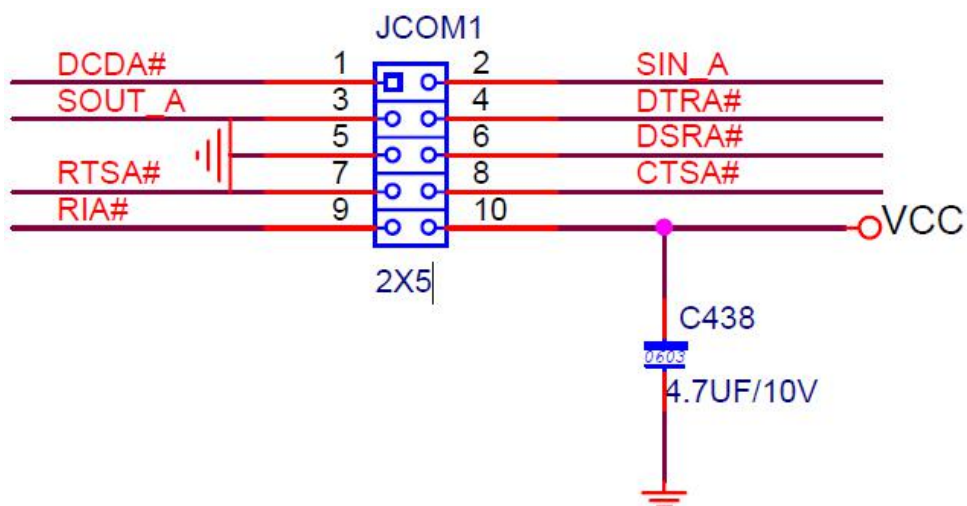 JCOM1
DCDA# 1 2 SIN_A
SOUT_A 3 4 DTRA#
5 6 DSRA#
RTSA# 7 8 CTSA#
RIA# 9 10 VCC
2X5
C438
0603
4.7UF/10V